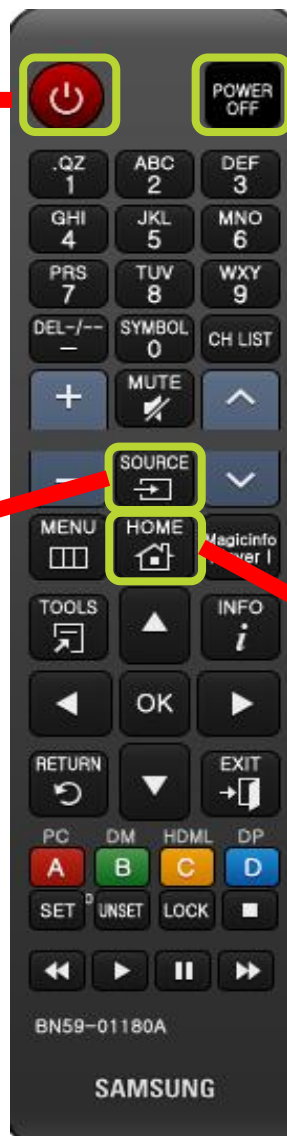 POWER OFF
.QZ ABC DEF
1 2 3
GHI JKL MNO
4 5 6
PRS TUV WXY
7 8 9
DEL-/-- SYMBOL CH LIST
— 0
+ MUTE
— SOURCE
MENU HOME Magicinfo
TOOLS INFO
i
OK
RETURN EXIT
PC DM HDML DP
A B C D
SET UNSET LOCK
BN59-01180A
SAMSUNG